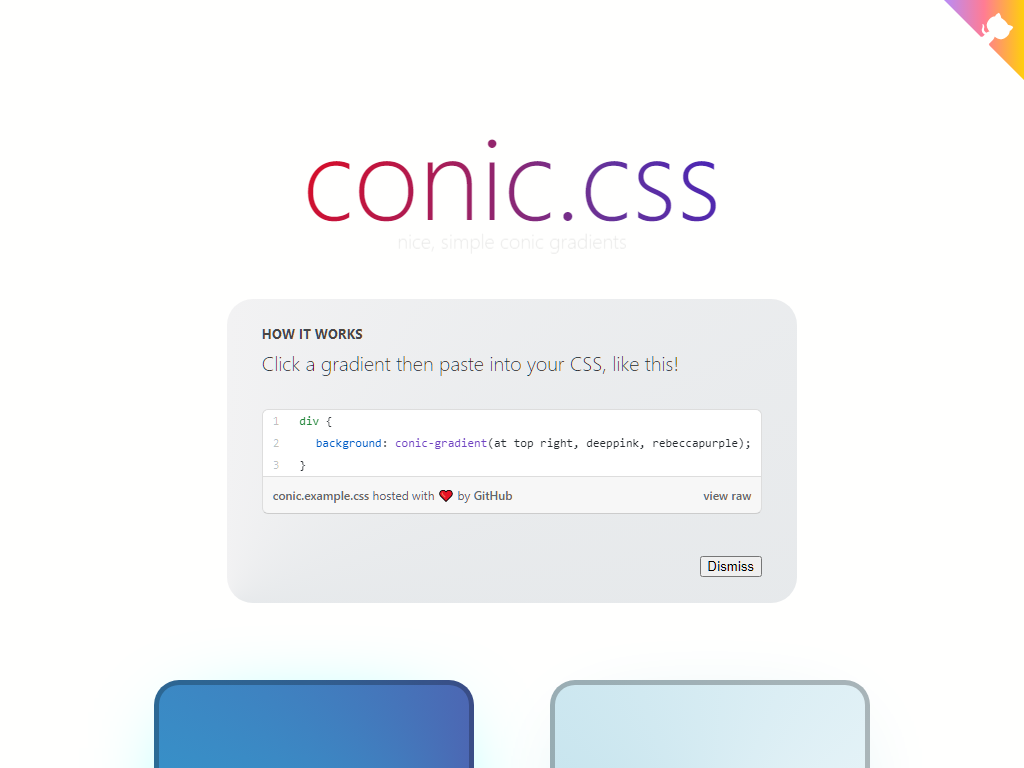 conic.css
nice, simple conic gradients
HOW IT WORKS
Click a gradient then paste into your CSS, like this!
1 div {
2 background: conic-gradient(at top right, deeppink, rebeccapurple);
3 }
conic.example.css hosted with ❤ by GitHub view raw
Dismiss